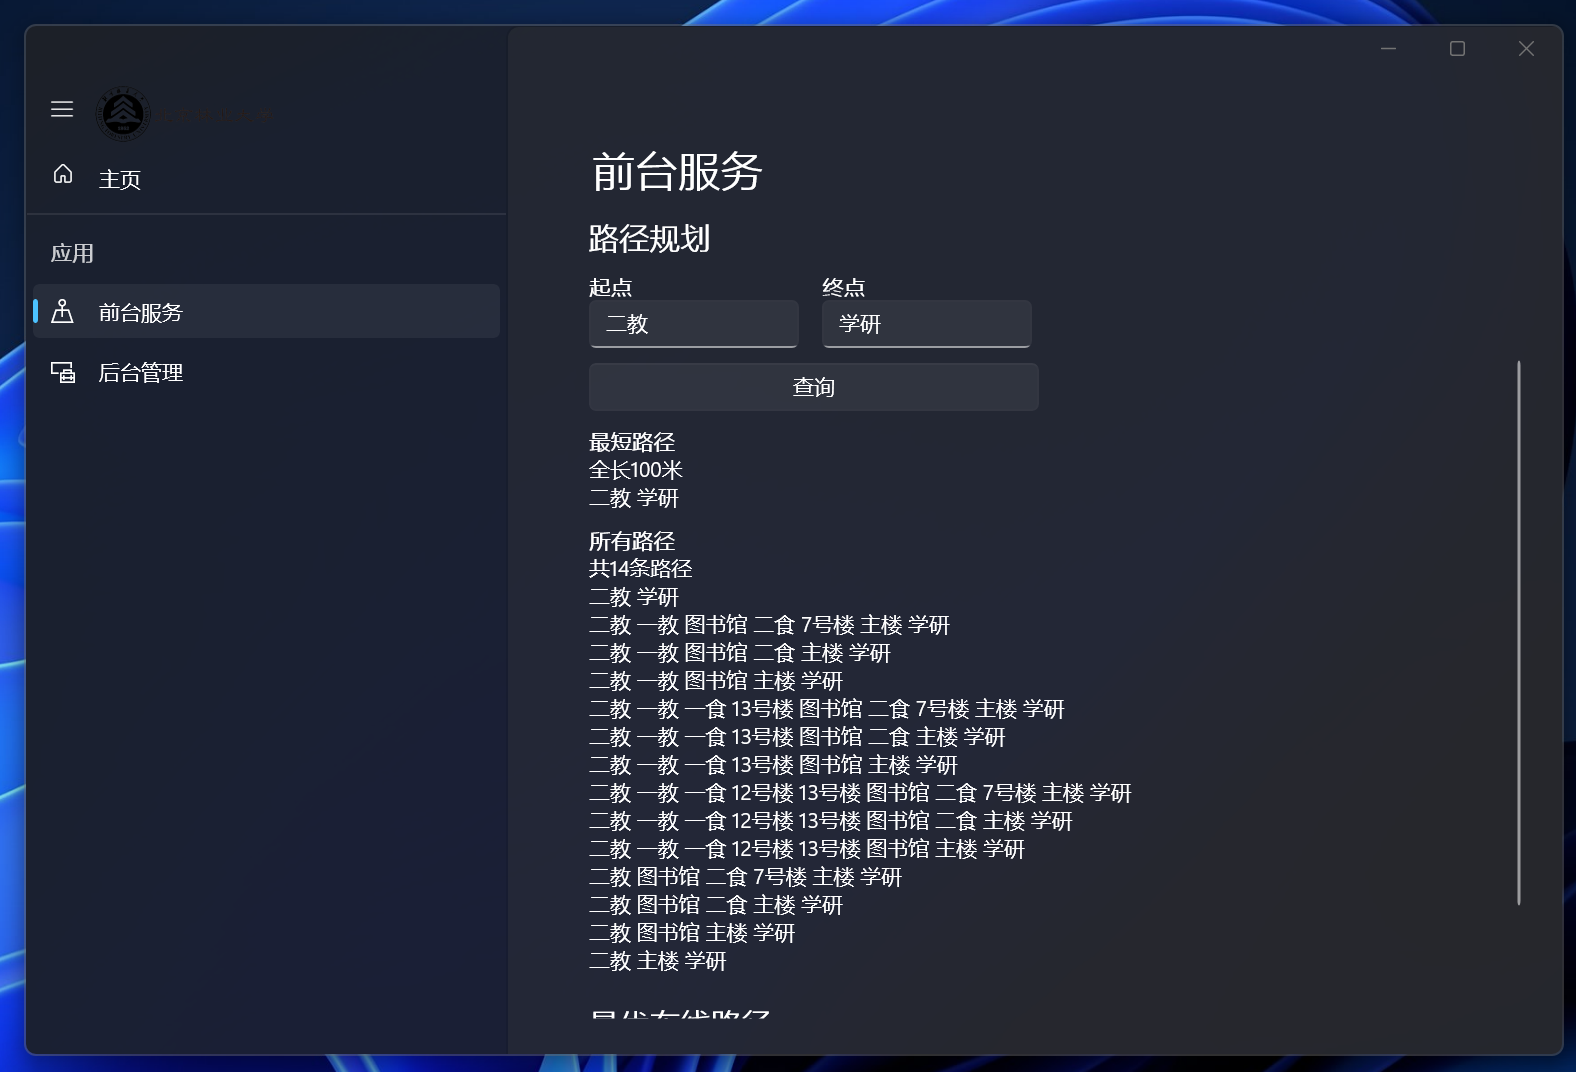 主页
应用
前台服务
后台管理
前台服务
路径规划
起点 终点
二教 学研
查询
最短路径
全长100米
二教 学研
所有路径
共14条路径
二教 学研
二教 一教 图书馆 二食 7号楼 主楼 学研
二教 一教 图书馆 二食 主楼 学研
二教 一教 图书馆 主楼 学研
二教 一教 一食 13号楼 图书馆 二食 7号楼 主楼 学研
二教 一教 一食 13号楼 图书馆 二食 主楼 学研
二教 一教 一食 13号楼 图书馆 主楼 学研
二教 一教 一食 12号楼 13号楼 图书馆 二食 7号楼 主楼 学研
二教 一教 一食 12号楼 13号楼 图书馆 二食 主楼 学研
二教 一教 一食 12号楼 13号楼 图书馆 主楼 学研
二教 图书馆 二食 7号楼 主楼 学研
二教 图书馆 二食 主楼 学研
二教 图书馆 主楼 学研
二教 主楼 学研